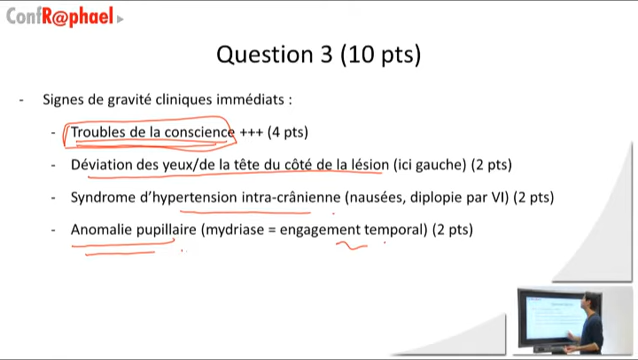 ConfR@phael
Question 3 (10 pts)
- Signes de gravité cliniques immédiats :
- Troubles de la conscience +++ (4 pts)
- Déviation des yeux/de la tête du côté de la lésion (ici gauche) (2 pts)
- Syndrome d'hypertension intra-crânienne (nausées, diplopie par VI) (2 pts)
- Anomalie pupillaire (mydriase = engagement temporal) (2 pts)